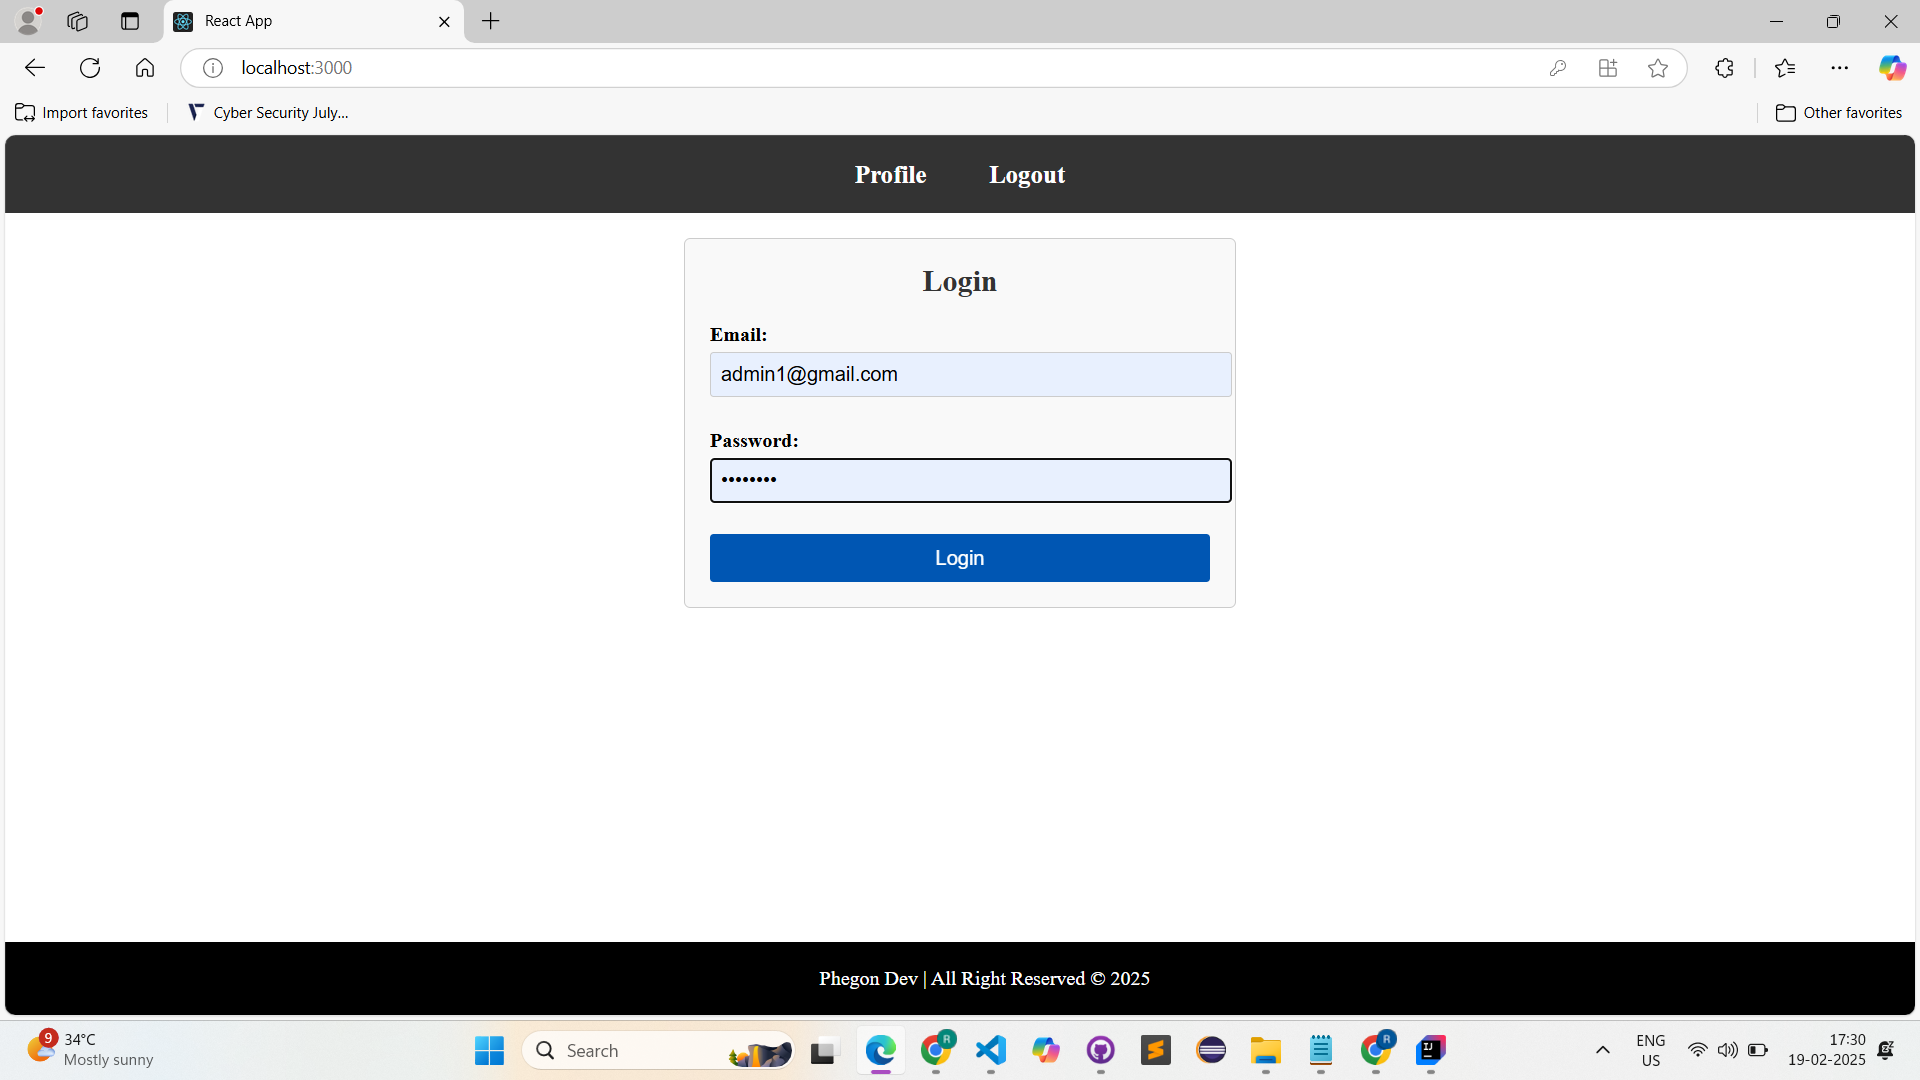 React App
localhost:3000
Import favorites
Cyber Security July...
Other favorites
Profile
Logout
Login
Email:
admin1@gmail.com
Password:
••••••••
Login
Phegon Dev | All Right Reserved © 2025
9
34°C
Mostly sunny
Search
R
R
IJ
ENG
US
17:30
19-02-2025